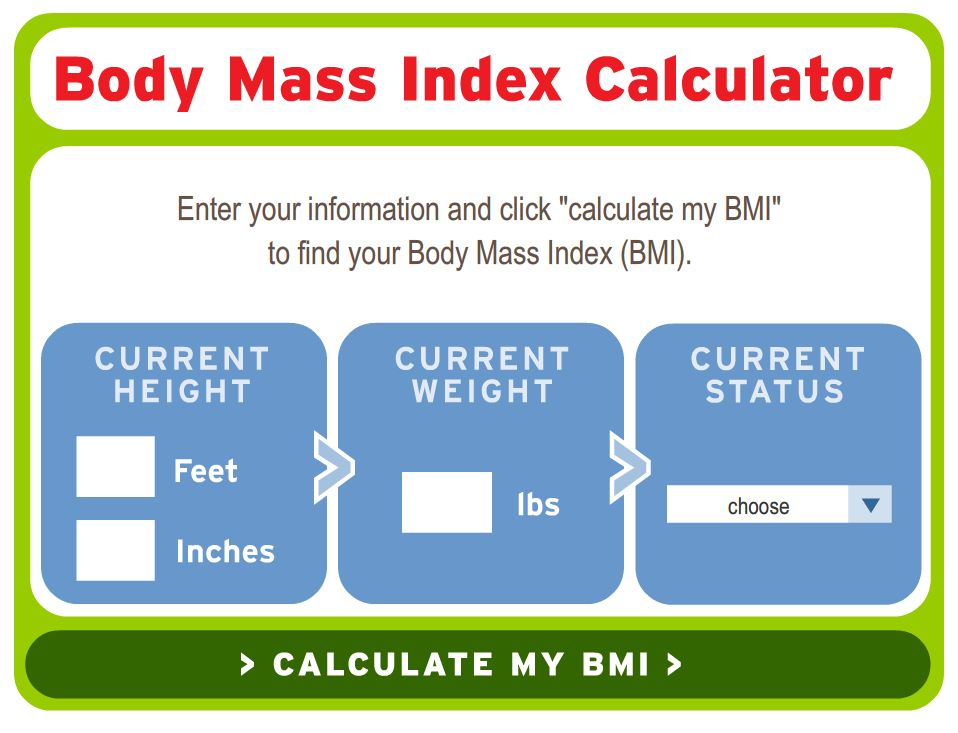 Body Mass Index Calculator
Enter your information and click "calculate my BMI"
to find your Body Mass Index (BMI).
CURRENT
HEIGHT
Feet
Inches
CURRENT
WEIGHT
lbs
CURRENT
STATUS
choose
> CALCULATE MY BMI >